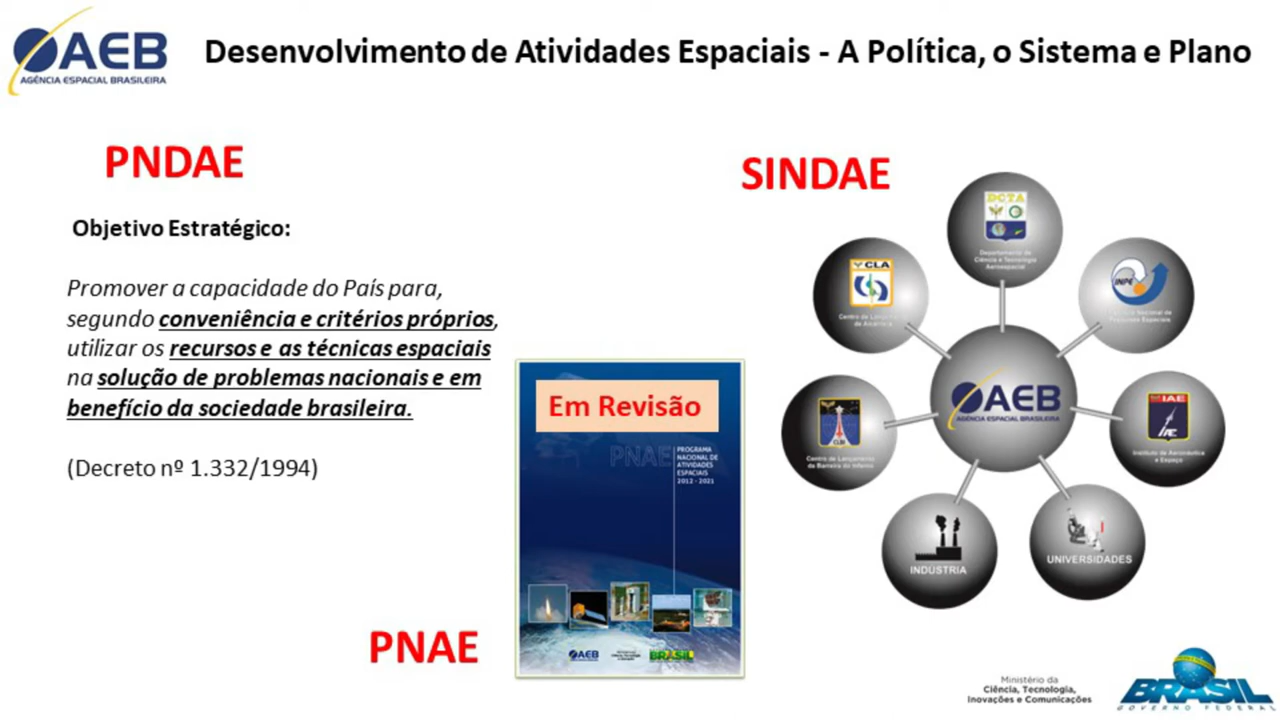 AEB
AGÊNCIA ESPACIAL BRASILEIRA
Desenvolvimento de Atividades Espaciais - A Política, o Sistema e Plano
PNDAE
Objetivo Estratégico:
Promover a capacidade do País para,
segundo conveniência e critérios próprios,
utilizar os recursos e as técnicas espaciais
na solução de problemas nacionais e em
benefício da sociedade brasileira.
(Decreto nº 1.332/1994)
PNAE
Em Revisão
PNAE
PROGRAMA
NACIONAL DE
ATIVIDADES
ESPACIAIS
2012 - 2021
AEB
BRASIL
SINDAE
DCTA
Departamento de
Ciência e Tecnologia
Aeroespacial
CLA
Centro de Lançamento
de Alcântara
INPE
Nacional de
Espaciais
AEB
AGÊNCIA ESPACIAL BRASILEIRA
CLBI
Centro de Lançamento
da Barreira do Inferno
IAE
IAE
Instituto de Aeronáutica
e Espaço
INDÚSTRIA
UNIVERSIDADES
Ministério da
Ciência, Tecnologia,
Inovações e Comunicações
BRASIL
GOVERNO FEDERAL